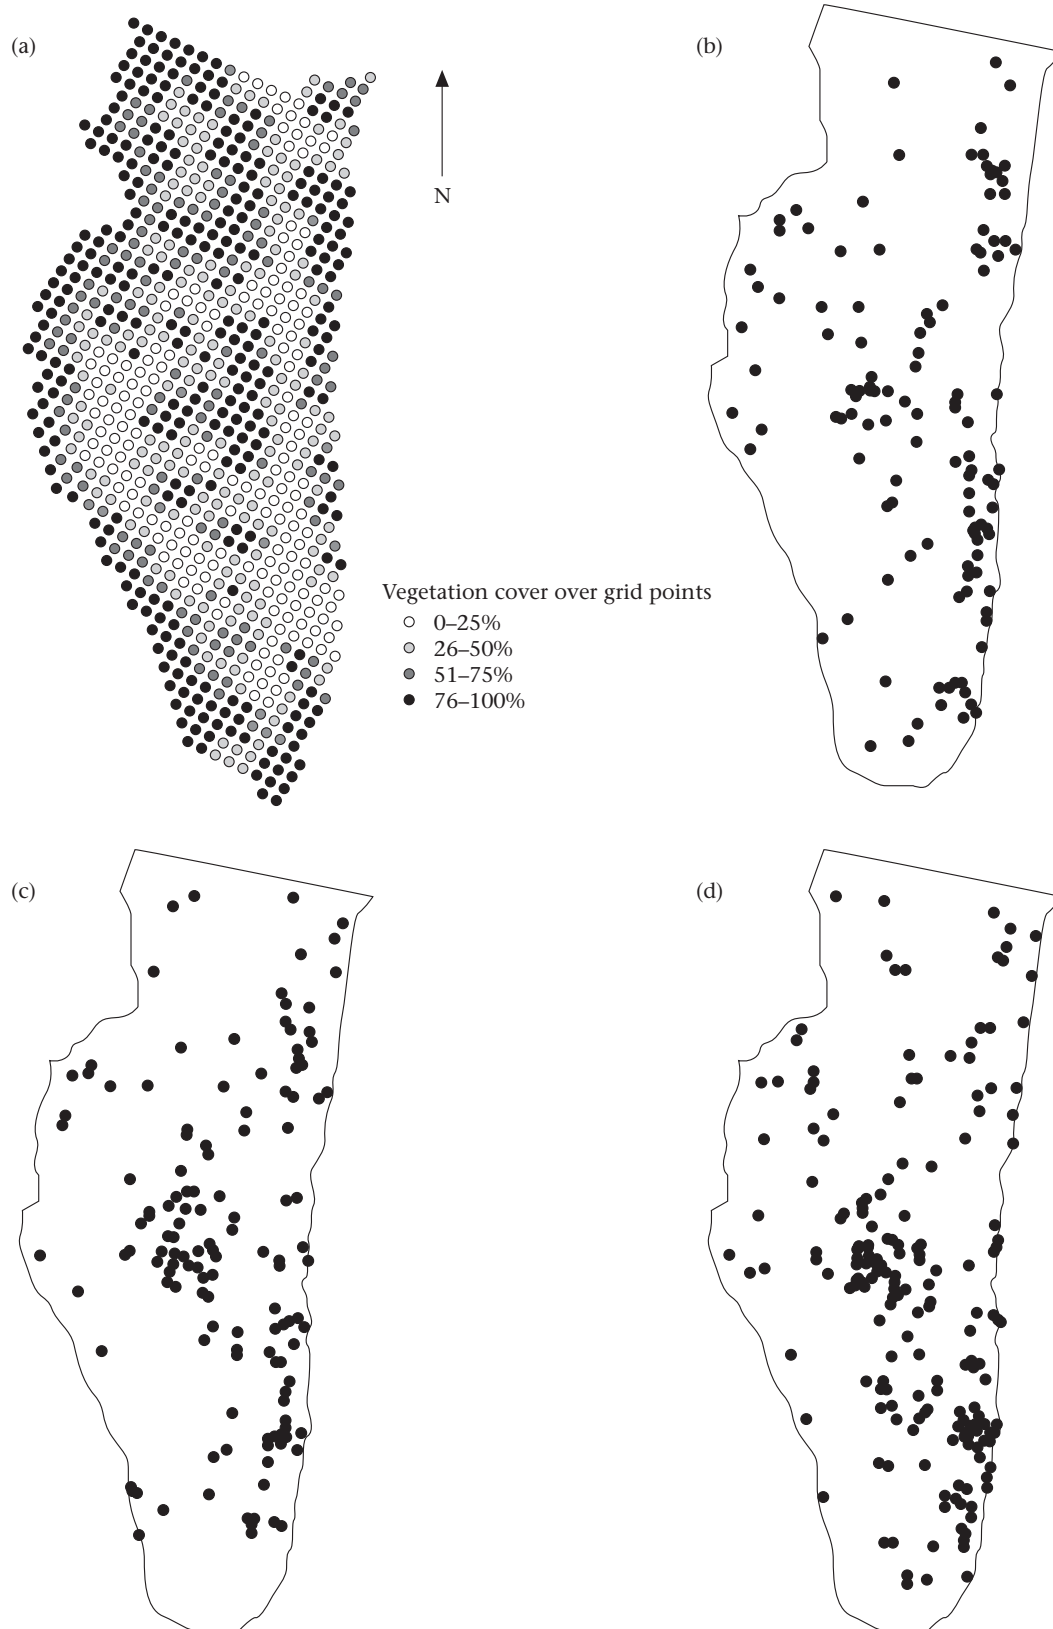 (a)
(b)
N
Vegetation cover over grid points
0–25%
26–50%
51–75%
76–100%
(c)
(d)